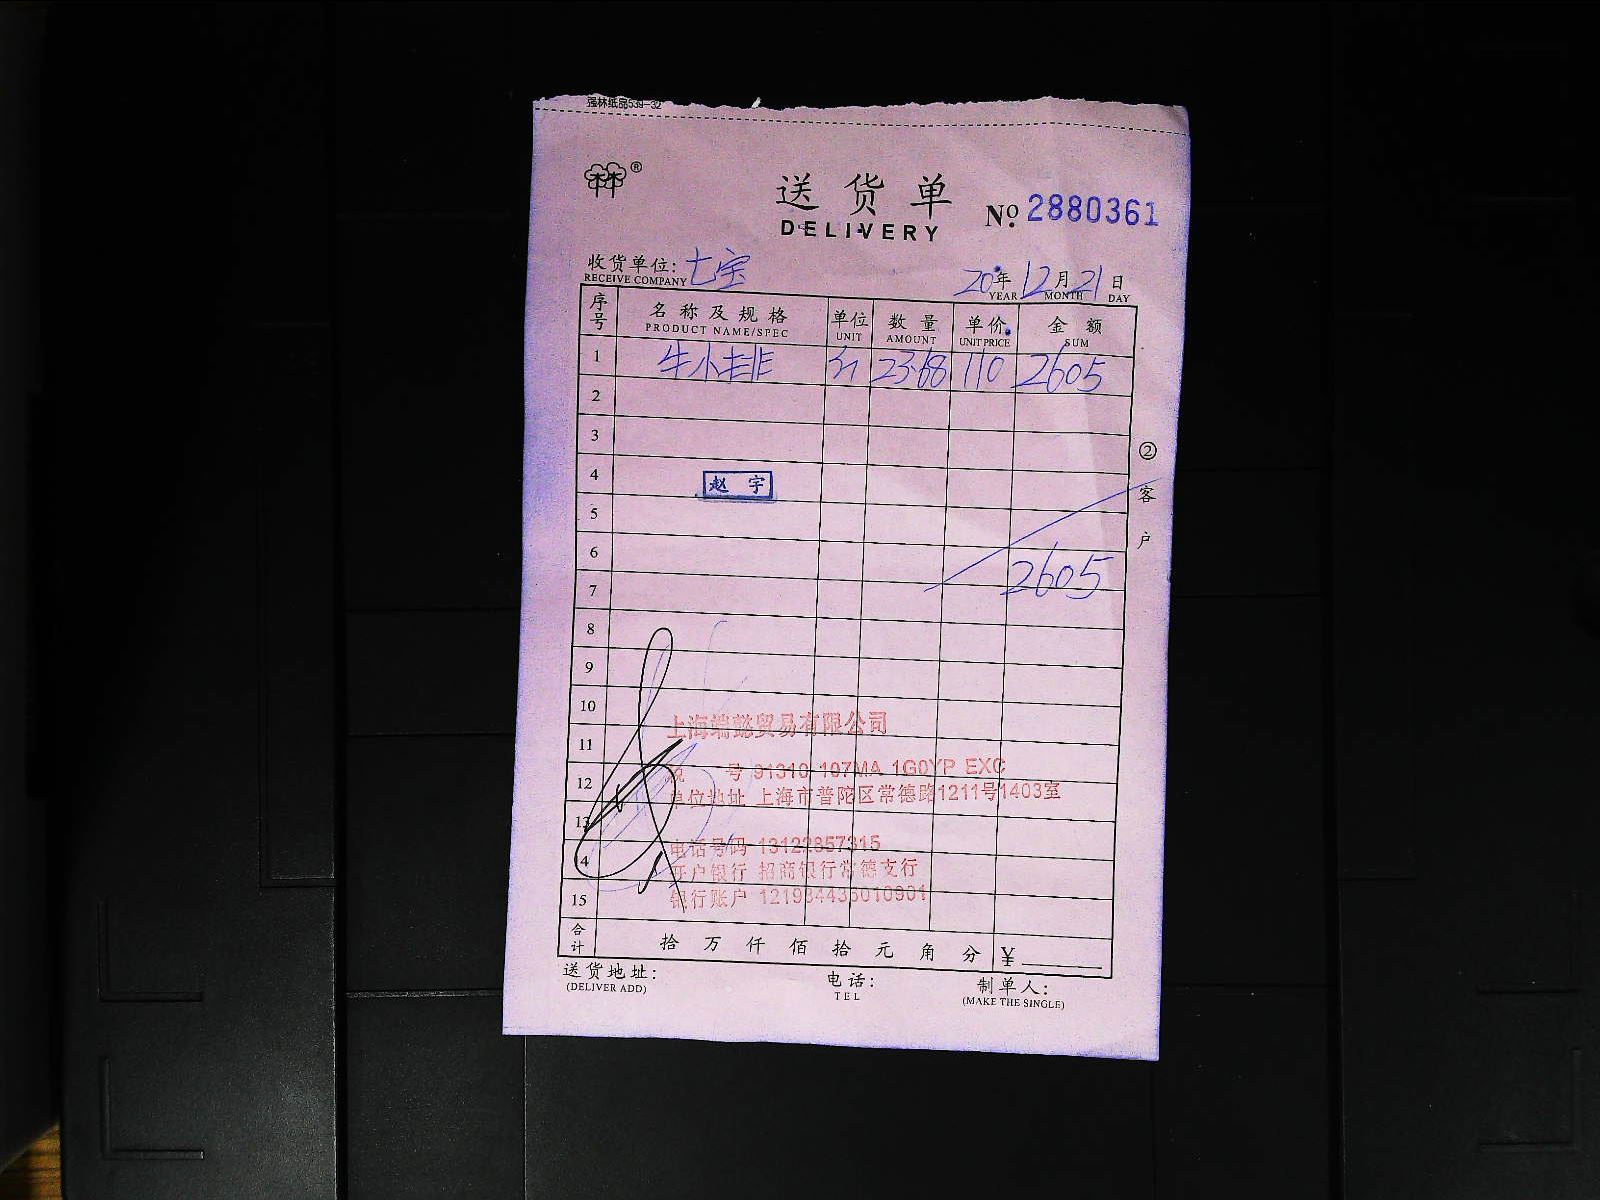 强林纸品539-32
林®
送货单
DELIVERY
№ 2880361
收货单位: 七宝 20年12月21日
RECEIVE COMPANY YEAR MONTH DAY
序号 名称及规格 单位 数量 单价 金额
PRODUCT NAME/SPEC UNIT AMOUNT UNIT PRICE SUM
1 牛小排 23.68 110 2605
2
3
4 赵宇
5
6
2605
7
8
9
10
上海端懿贸易有限公司
11
税号 91310 107MA 1G0YP EXC
12
单位地址 上海市普陀区常德路1211号1403室
13
电话号码 13122857315
14
开户银行 招商银行常德支行
15 银行账户
合计 拾万仟佰拾元角分 ¥
送货地址: 电话: 制单人:
(DELIVER ADD) TEL (MAKE THE SINGLE)
②客户